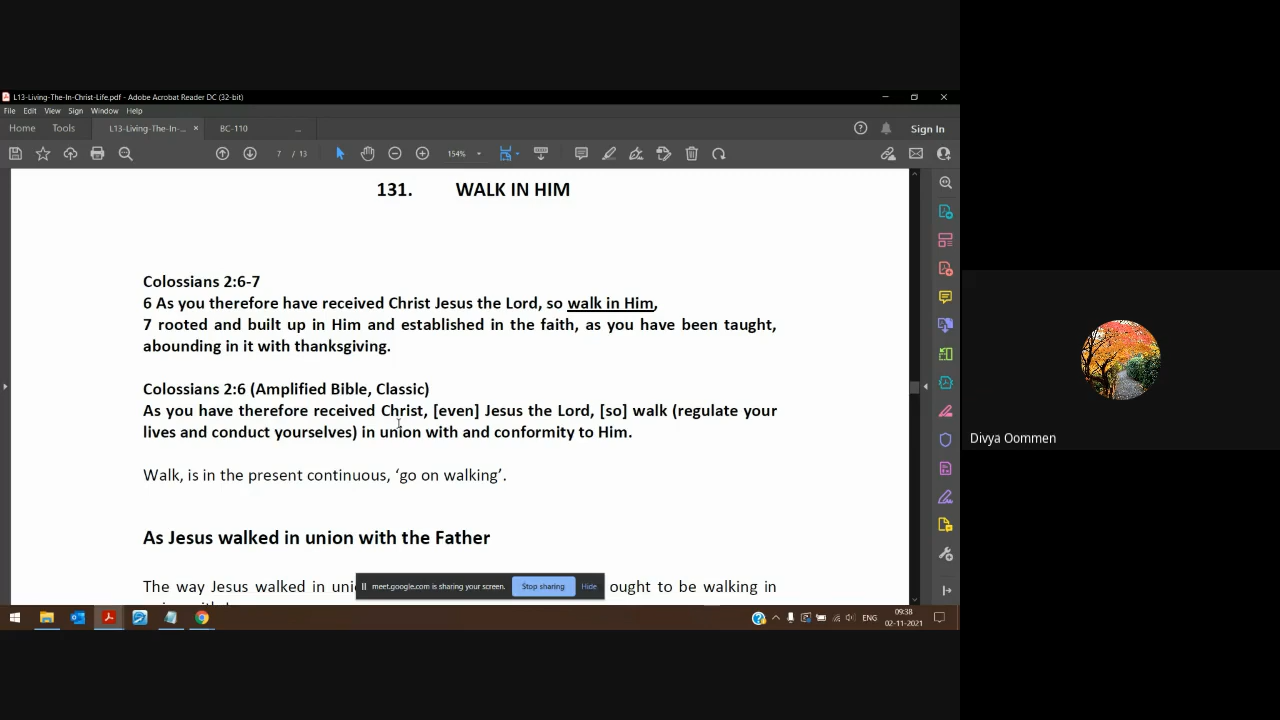 L13-Living-The-In-Christ-Life.pdf - Adobe Acrobat Reader DC (32-bit)
File Edit View Sign Window Help
Home Tools L13-Living-The-In-... × BC-110 ... Sign In
7 / 13 154%
131. WALK IN HIM
Colossians 2:6-7
6 As you therefore have received Christ Jesus the Lord, so walk in Him,
7 rooted and built up in Him and established in the faith, as you have been taught,
abounding in it with thanksgiving.
Colossians 2:6 (Amplified Bible, Classic)
As you have therefore received Christ, [even] Jesus the Lord, [so] walk (regulate your
lives and conduct yourselves) in union with and conformity to Him.
Walk, is in the present continuous, ‘go on walking’.
As Jesus walked in union with the Father
The way Jesus walked in ought to be walking in
meet.google.com is sharing your screen. Stop sharing Hide
ENG 09:38
02-11-2021
Divya Oommen